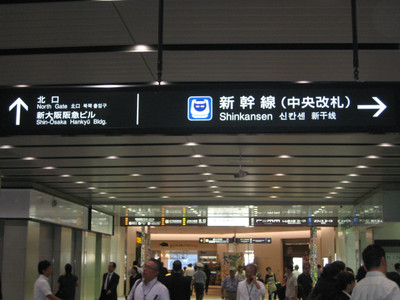 北口
North Gate 北口 북쪽 출입구
新大阪阪急ビル
Shin-Osaka Hankyū Bldg.
新幹線（中央改札）
Shinkansen 신칸센 新干线